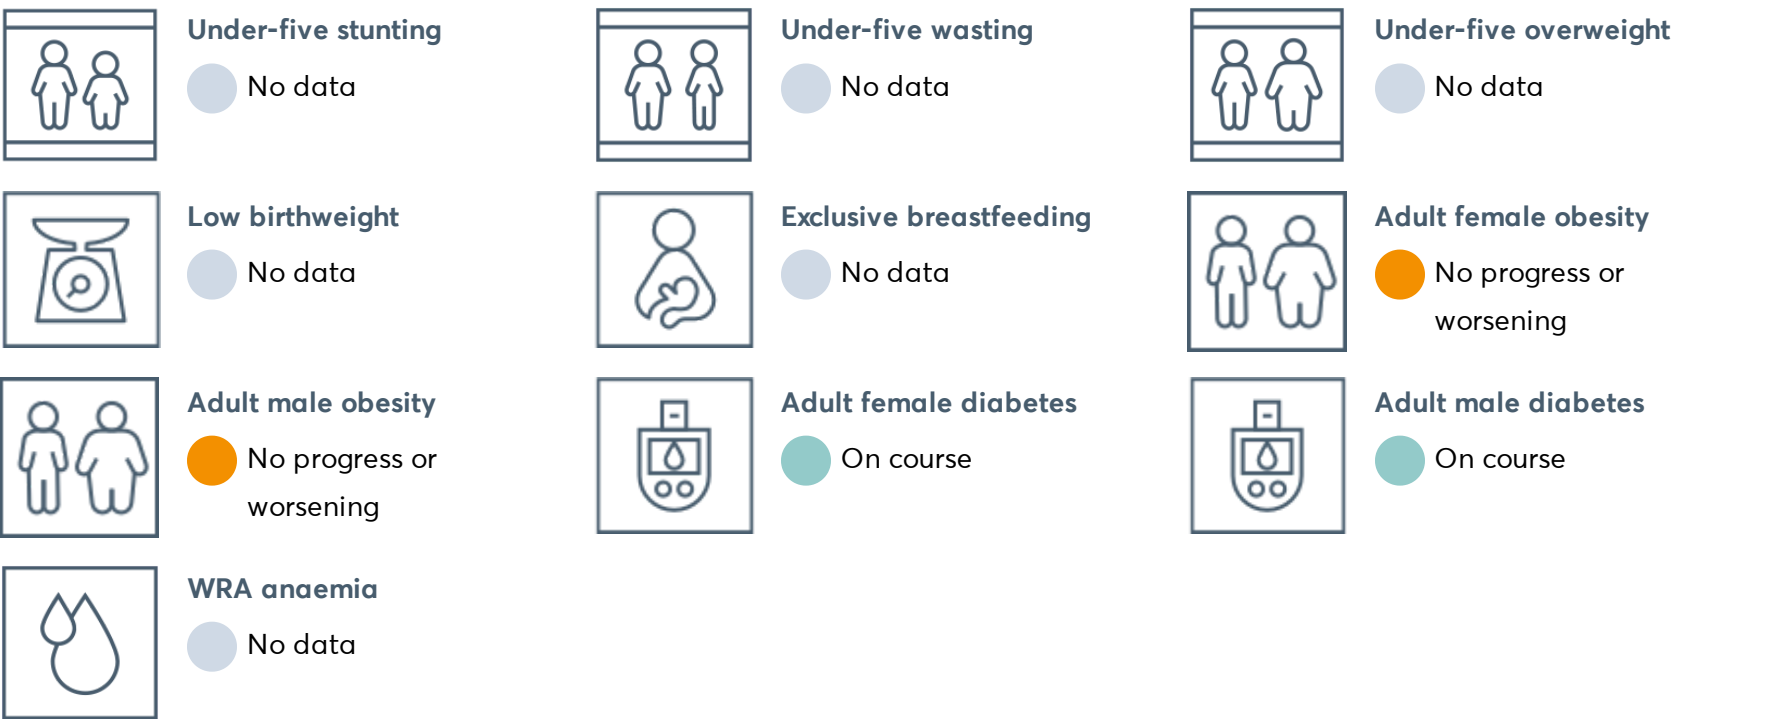 Under-five stunting
No data
Under-five wasting
No data
Under-five overweight
No data
Low birthweight
No data
Exclusive breastfeeding
No data
Adult female obesity
No progress or
worsening
Adult male obesity
No progress or
worsening
Adult female diabetes
On course
Adult male diabetes
On course
WRA anaemia
No data